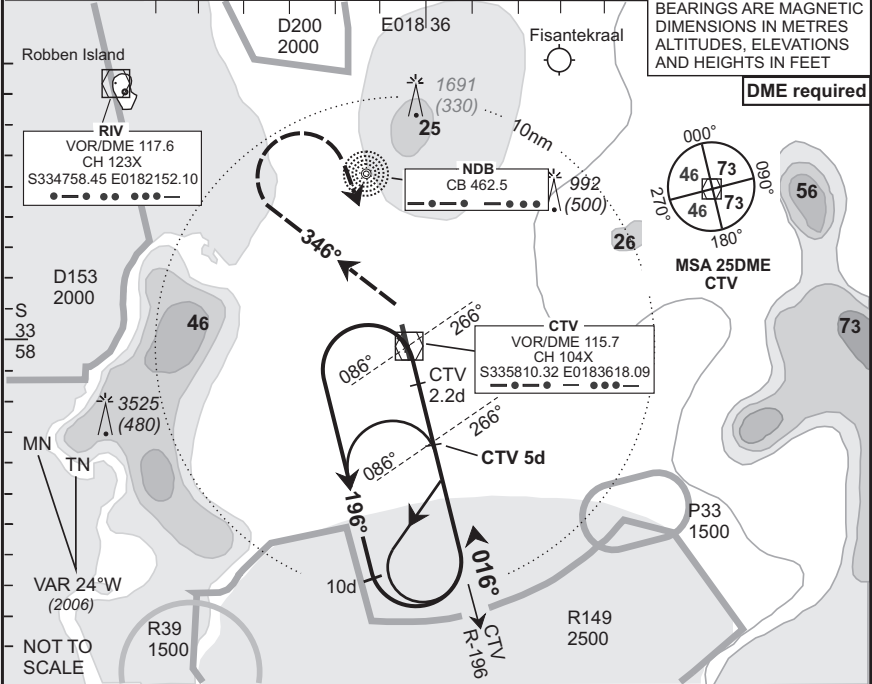 BEARINGS ARE MAGNETIC
DIMENSIONS IN METRES
ALTITUDES, ELEVATIONS
AND HEIGHTS IN FEET
DME required
D200
2000
E018 36
Fisantekraal
Robben Island
1691
(330)
25
10nm
RIV
VOR/DME 117.6
CH 123X
S334758.45 E0182152.10
NDB
CB 462.5
992
(500)
000°
090°
180°
270°
46
73
46
73
MSA 25DME
CTV
56
26
346°
D153
2000
S
33
58
46
73
266°
086°
CTV
VOR/DME 115.7
CH 104X
S335810.32 E0183618.09
CTV
2.2d
266°
086°
CTV 5d
3525
(480)
MN
TN
VAR 24°W
(2006)
196°
016°
10d
CTV
R-196
P33
1500
R149
2500
R39
1500
NOT TO
SCALE